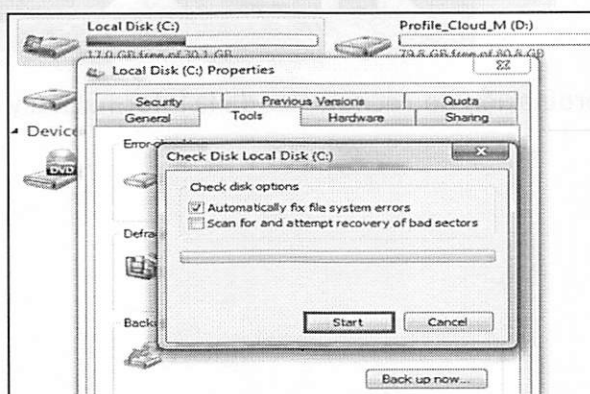 Local Disk (C:)
Profile_Cloud_M (D:)
17.0 GB free of 30.1 GB
79.8 GB free of 80.8 GB
Local Disk (C:) Properties
Security
Previous Versions
Quota
General
Tools
Hardware
Sharing
Device
DVD
Check Disk Local Disk (C:)
Check disk options
Automatically fix file system errors
Scan for and attempt recovery of bad sectors
Defra
Start
Cancel
Back up now...